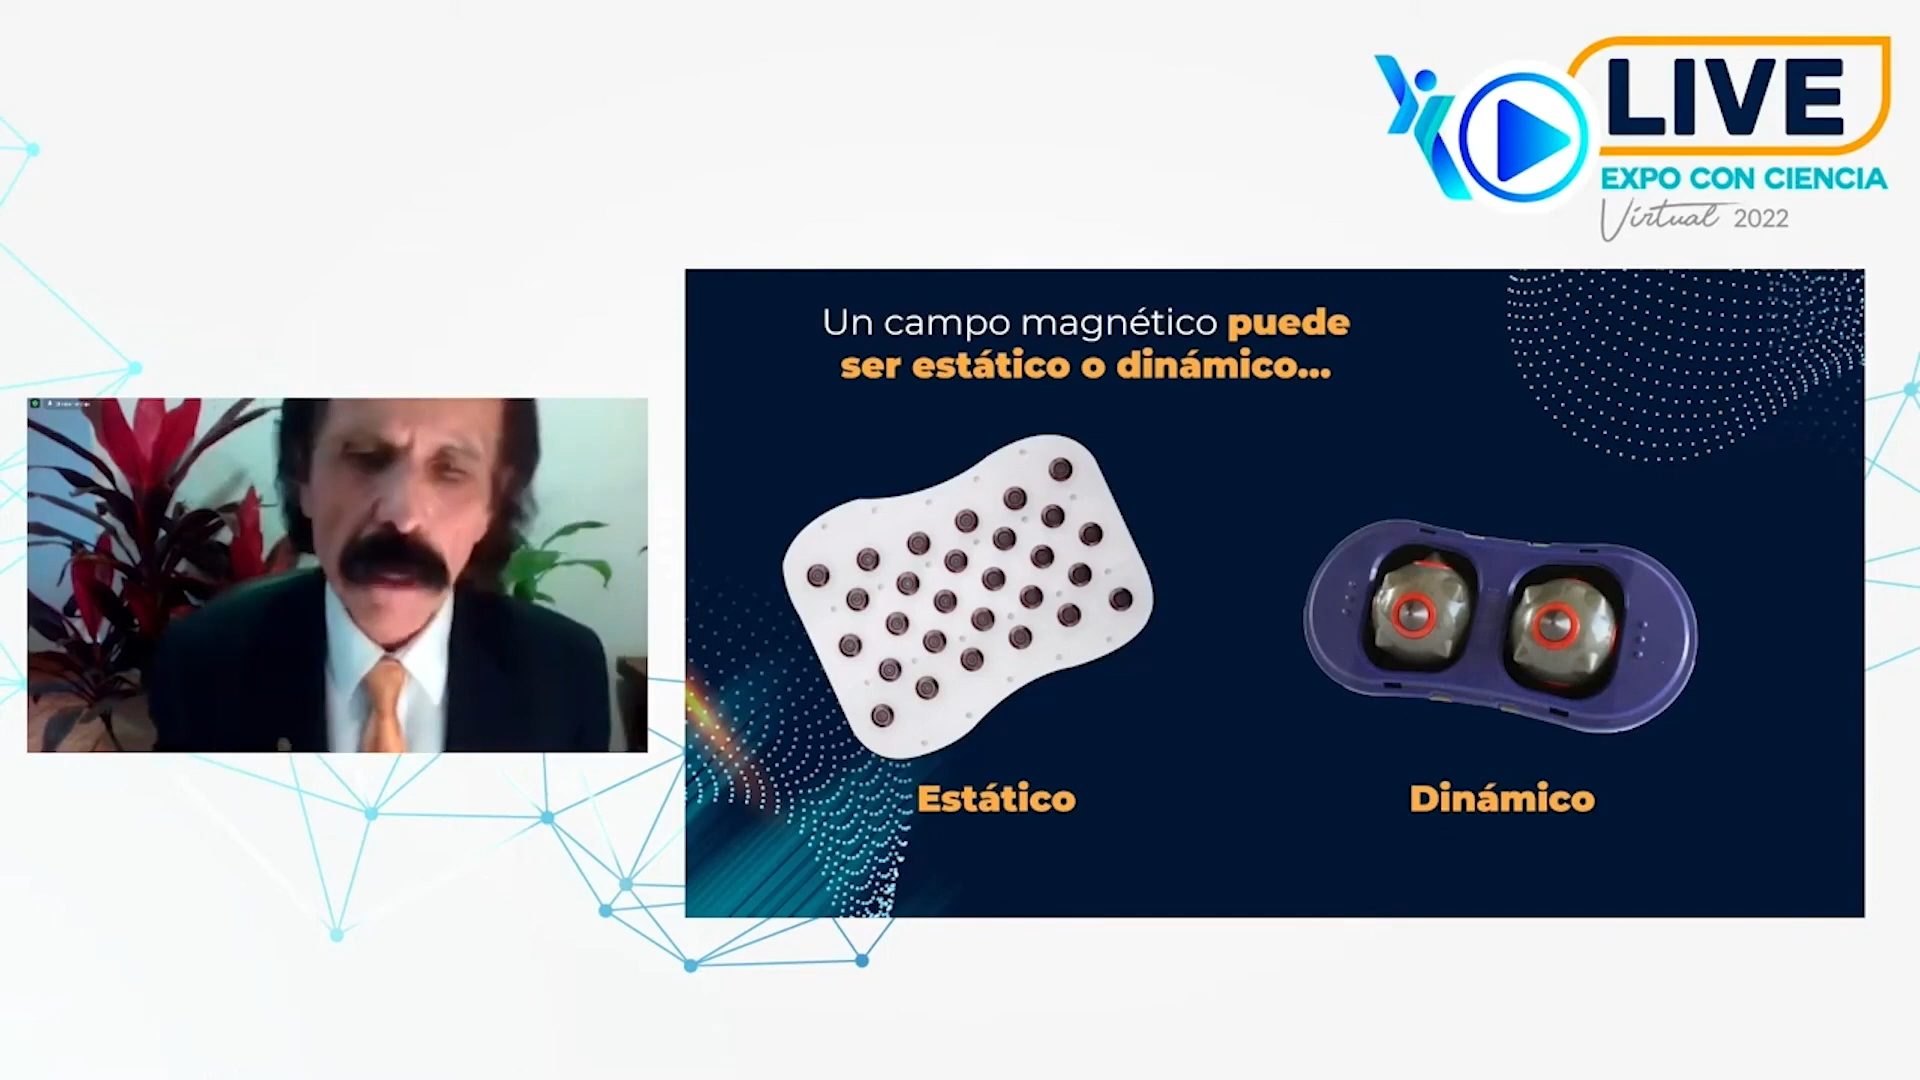 LIVE
EXPO CON CIENCIA
Virtual 2022
Un campo magnético puede
ser estático o dinámico...
Estático
Dinámico